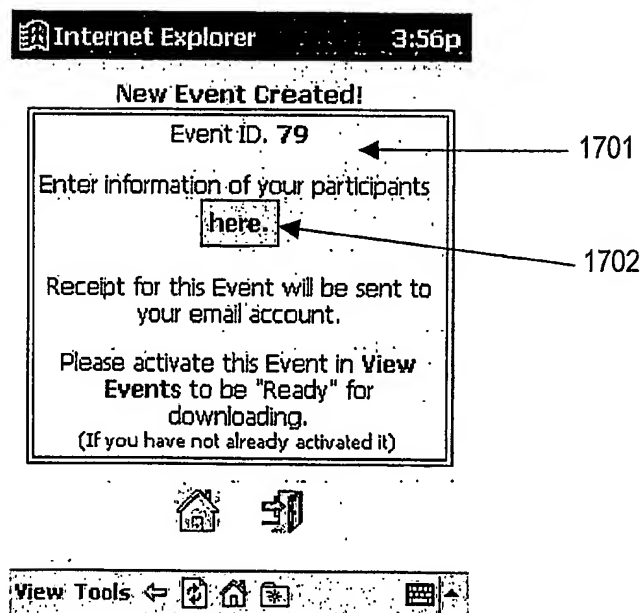 Internet Explorer 3:56p
New Event Created!
Event ID. 79
1701
Enter information of your participants
here.
1702
Receipt for this Event will be sent to
your email account.
Please activate this Event in View
Events to be "Ready" for
downloading.
(If you have not already activated it)
View Tools